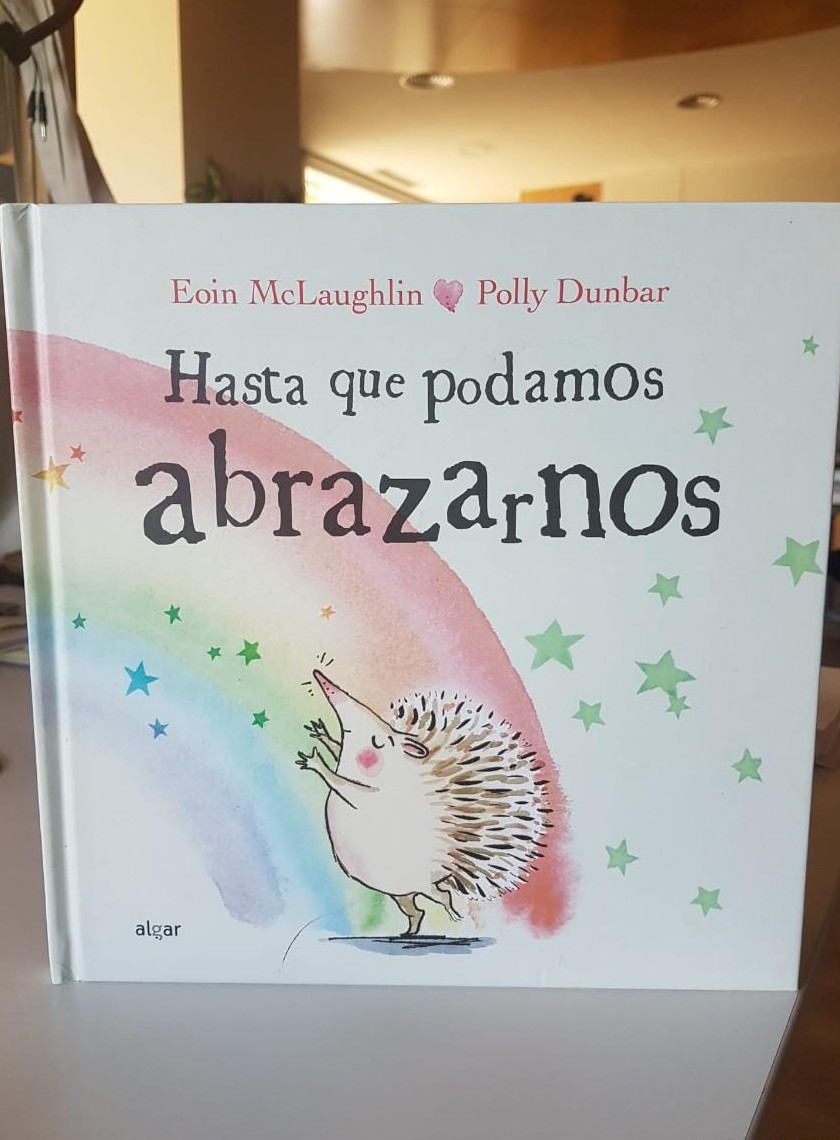 Eoin McLaughlin Polly Dunbar
Hasta que podamos
abrazarnos
algar